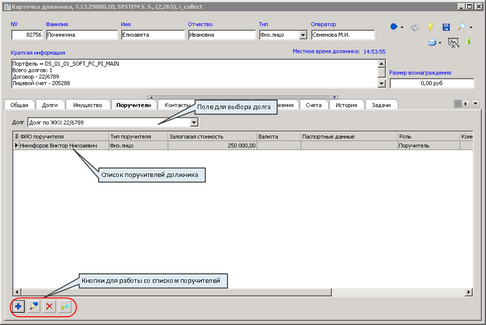 Карточка должника, 7.13.29000.20, SYSTEM S. S., (2,265), i_collect
№ Фамилия Имя Отчество Тип Оператор
82756 Починкина Елизавета Ивановна Физ.лицо Семенова М.И.
Краткая информация Местное время должника: 14:53:55
Портфель = DS_01_01_SOFT_FC_PI_MAIN
Всего долгов: 1
Договор - 22/6789
Лицевой счет - 205288
Размер вознаграждения
0,00 руб
Общая Долги Имущество Поручители Контакты Счета История Задачи
Поле для выбора долга
Долг Долг по ЖКХ 22/6789
ФИО поручителя Тип поручителя Залоговая стоимость Валюта Паспортные данные Роль
Никифоров Виктор Николаевич Физ.лицо 250 000,00 Поручитель
Список поручителей должника
Кнопки для работы со списком поручителей